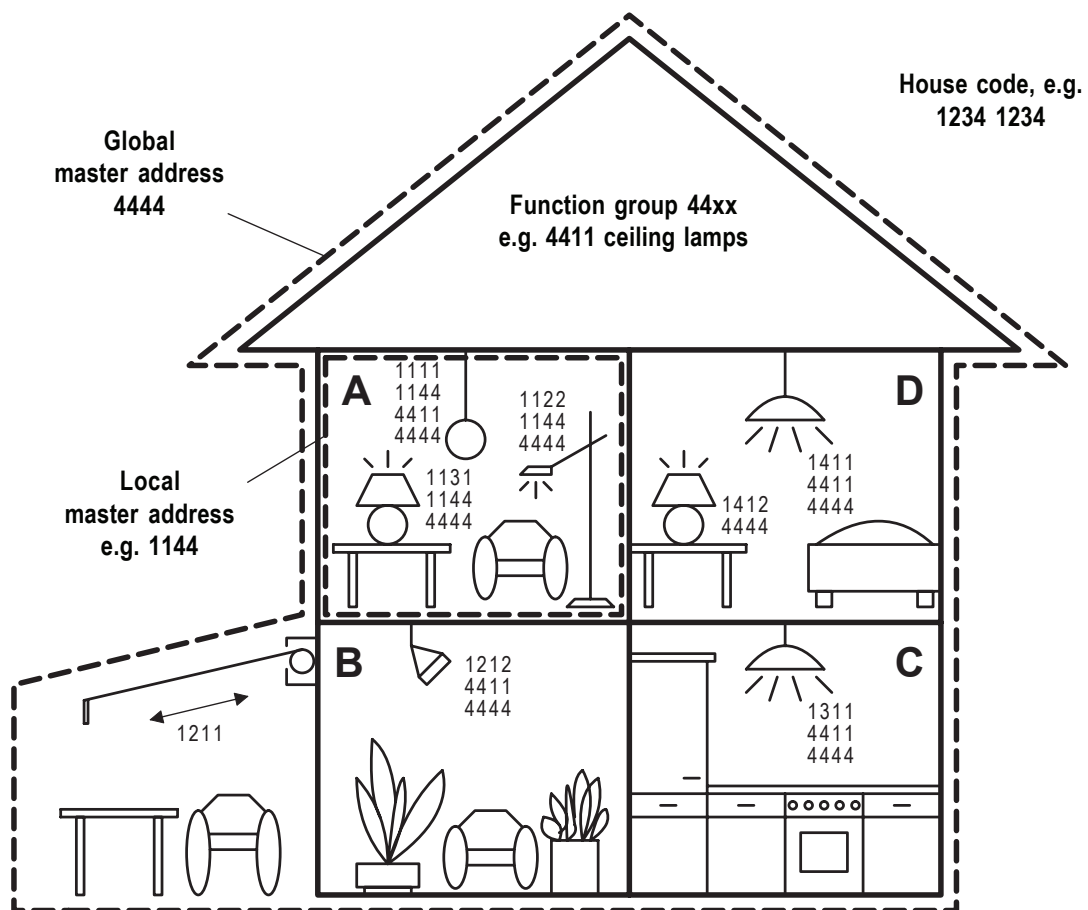 House code, e.g.
1234 1234
Global
master address
4444
Function group 44xx
e.g. 4411 ceiling lamps
A
1111
1144
4411
4444
1122
1144
4444
1131
1144
4444
D
1411
4411
4444
1412
4444
Local
master address
e.g. 1144
B
1212
4411
4444
C
1311
4411
4444
1211